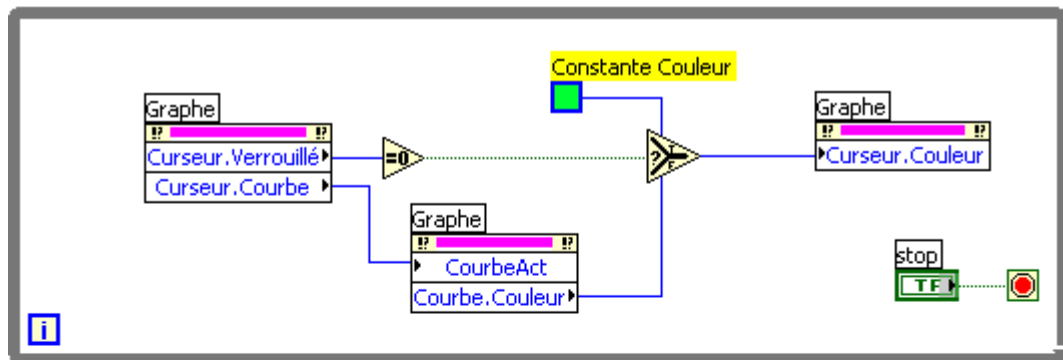 Constante Couleur
Graphe
!? !?
Curseur.Verrouillé
Curseur.Courbe
=0
?
F
Graphe
!? !?
Curseur.Couleur
Graphe
!? !?
CourbeAct
Courbe.Couleur
stop
TF
i